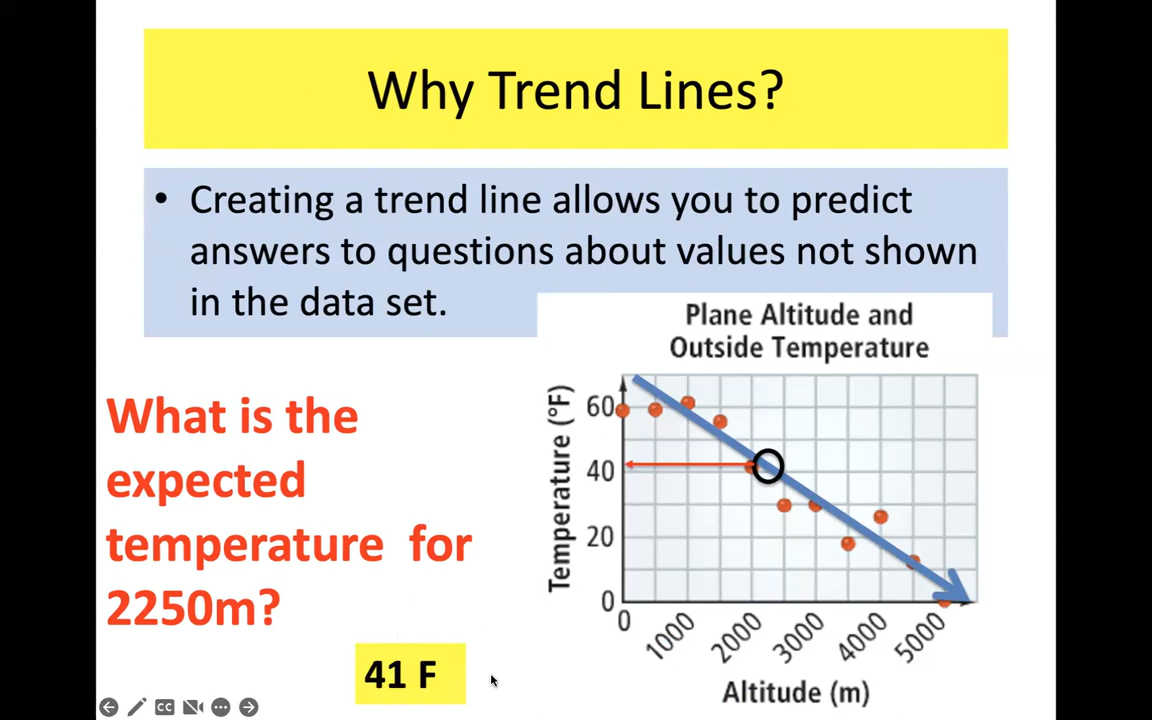 Why Trend Lines?
• Creating a trend line allows you to predict
answers to questions about values not shown
in the data set.
Plane Altitude and
Outside Temperature
What is the
expected
temperature for
2250m?
Temperature (°F)
60
40
20
0
0
1000
2000
3000
4000
5000
Altitude (m)
41 F
CC